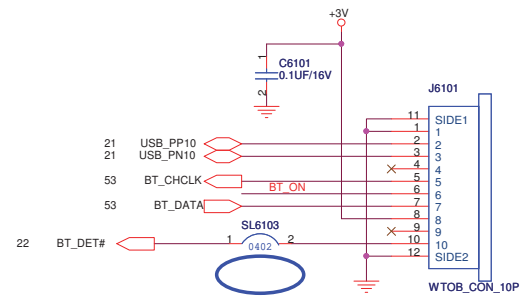 +3V
1
C6101
0.1UF/16V
2
J6101
11 SIDE1
1 1
21 USB_PP10 2 2
21 USB_PN10 3 3
4 4
53 BT_CHCLK 5 5
BT_ON 6 6
53 BT_DATA 7 7
8 8
9 9
SL6103
22 BT_DET# 1 0402 2 10 10
12 SIDE2
WTOB_CON_10P